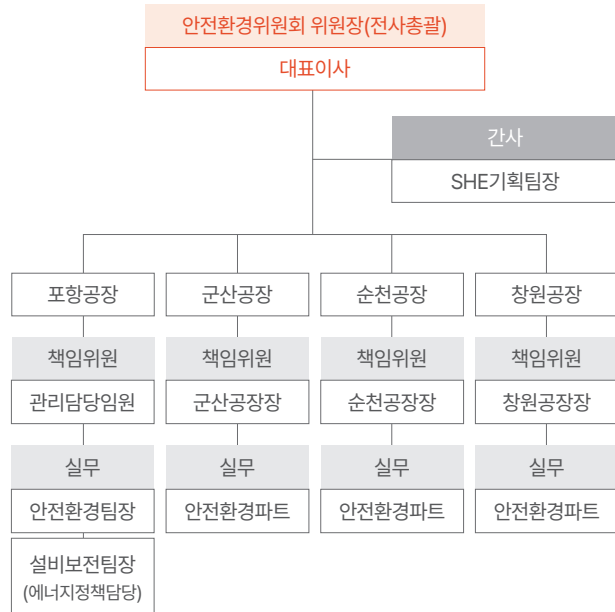 안전환경위원회 위원장(전사총괄)
대표이사
간사
SHE기획팀장
포항공장
군산공장
순천공장
창원공장
책임위원
책임위원
책임위원
책임위원
관리담당임원
군산공장장
순천공장장
창원공장장
실무
실무
실무
실무
안전환경팀장
안전환경파트
안전환경파트
안전환경파트
설비보전팀장
(에너지정책담당)